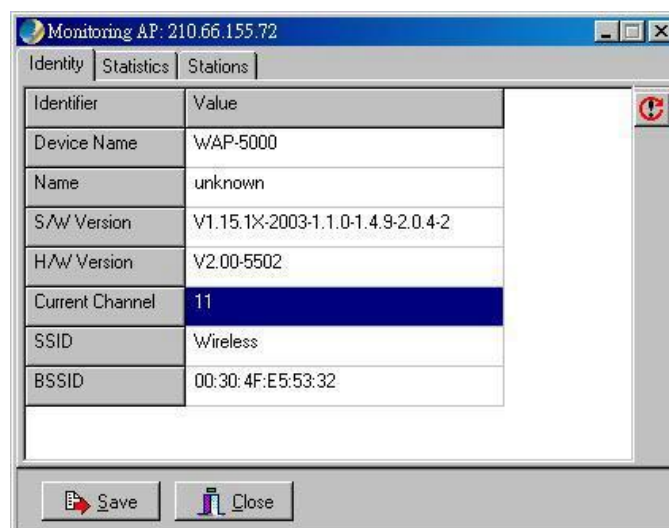 Monitoring AP: 210.66.155.72
Identity Statistics Stations
Identifier Value
Device Name WAP-5000
Name unknown
S/W Version V1.15.1X-2003-1.1.0-1.4.9-2.0.4-2
H/W Version V2.00-5502
Current Channel 11
SSID Wireless
BSSID 00:30:4F:E5:53:32
Save Close